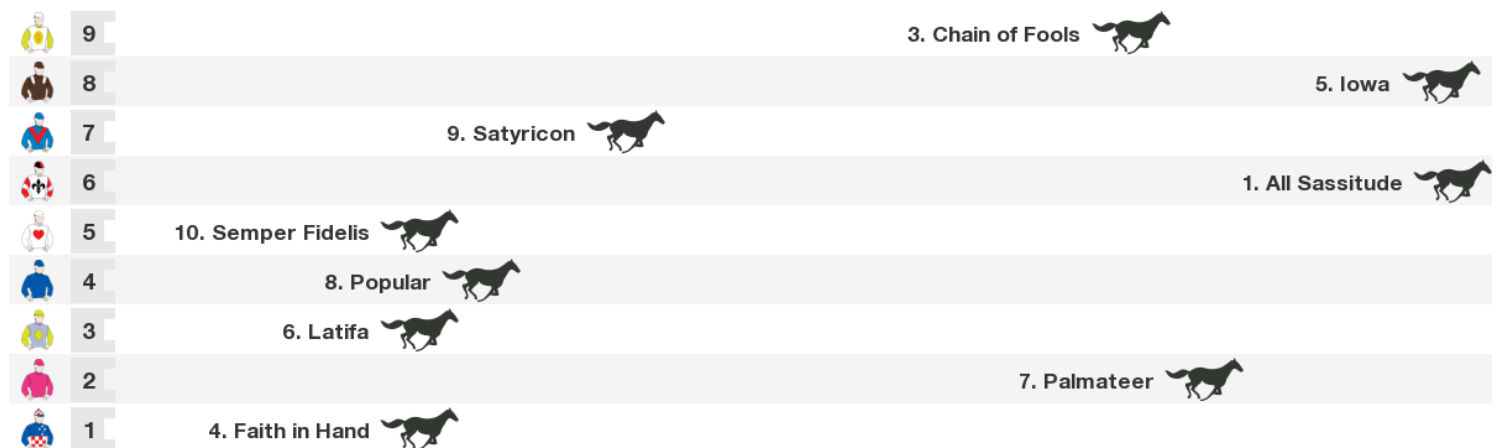 9 3. Chain of Fools
8 5. Iowa
7 9. Satyricon
6 1. All Sassitude
5 10. Semper Fidelis
4 8. Popular
3 6. Latifa
2 7. Palmateer
1 4. Faith in Hand